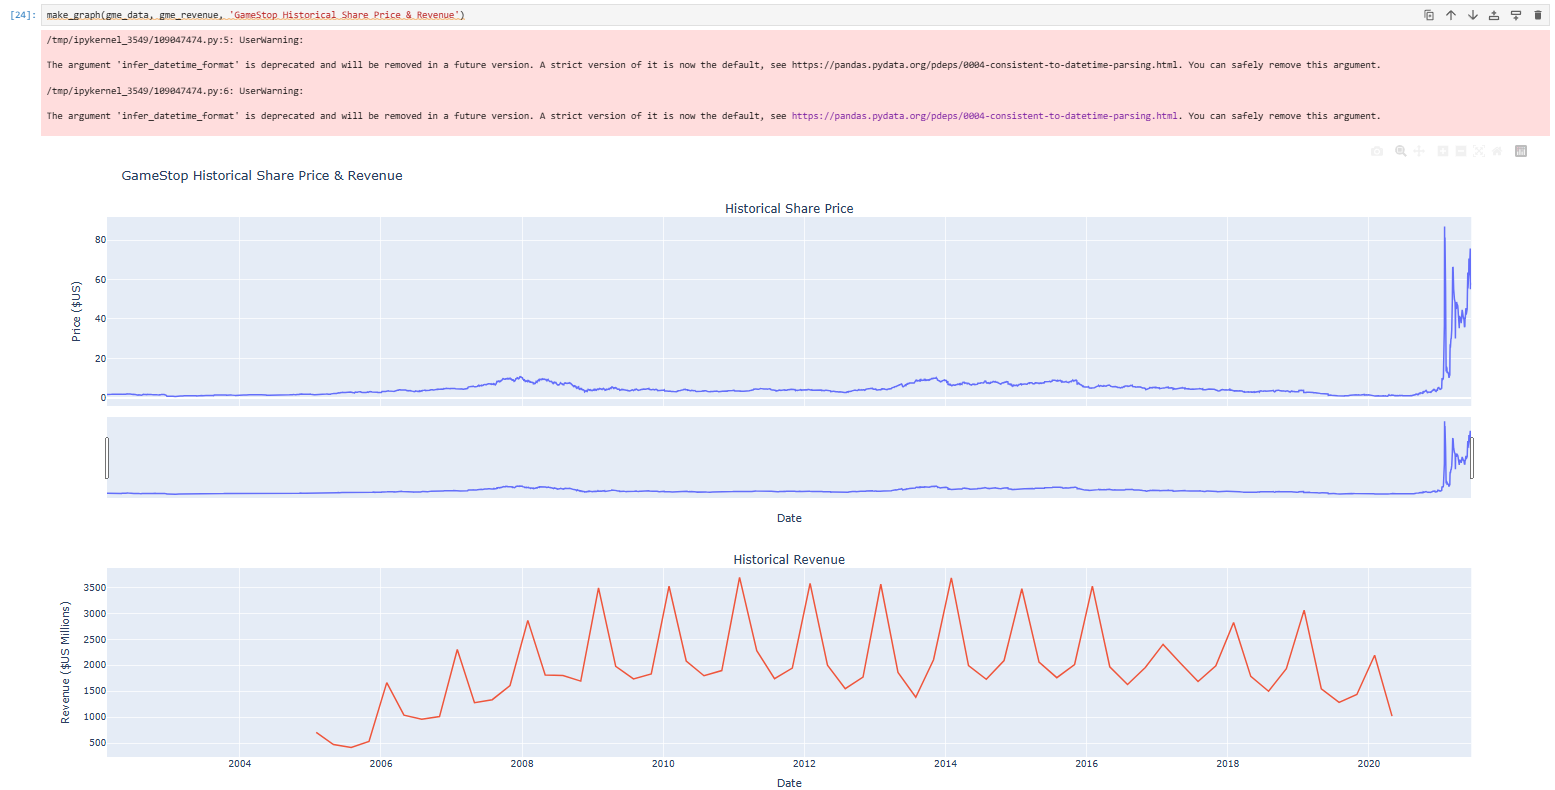 [24]: make_graph(gme_data, gme_revenue, 'GameStop Historical Share Price & Revenue')
/tmp/ipykernel_3549/109047474.py:5: UserWarning:
The argument 'infer_datetime_format' is deprecated and will be removed in a future version. A strict version of it is now the default, see https://pandas.pydata.org/pdeps/0004-consistent-to-datetime-parsing.html. You can safely remove this argument.
/tmp/ipykernel_3549/109047474.py:6: UserWarning:
The argument 'infer_datetime_format' is deprecated and will be removed in a future version. A strict version of it is now the default, see https://pandas.pydata.org/pdeps/0004-consistent-to-datetime-parsing.html. You can safely remove this argument.
GameStop Historical Share Price & Revenue
Historical Share Price
80
60
40
20
0
Price ($US)
Date
Historical Revenue
3500
3000
2500
2000
1500
1000
500
Revenue ($US Millions)
2004 2006 2008 2010 2012 2014 2016 2018 2020
Date